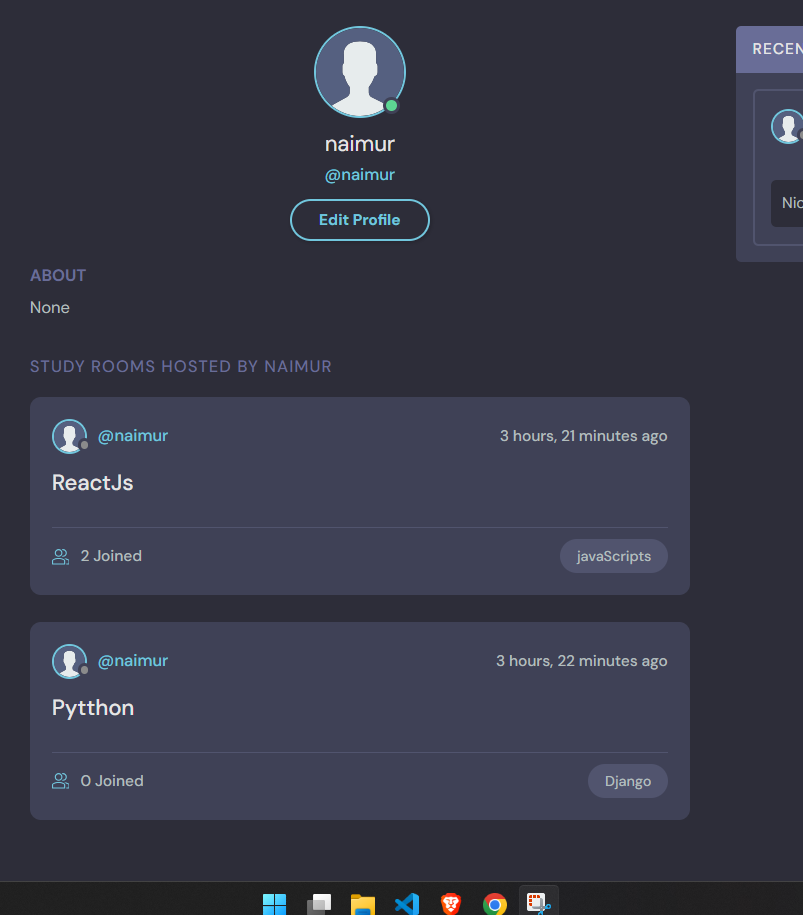 naimur
@naimur
Edit Profile
ABOUT
None
STUDY ROOMS HOSTED BY NAIMUR
@naimur
3 hours, 21 minutes ago
ReactJs
2 Joined
javaScripts
@naimur
3 hours, 22 minutes ago
Pytthon
0 Joined
Django
RECEN
Nic